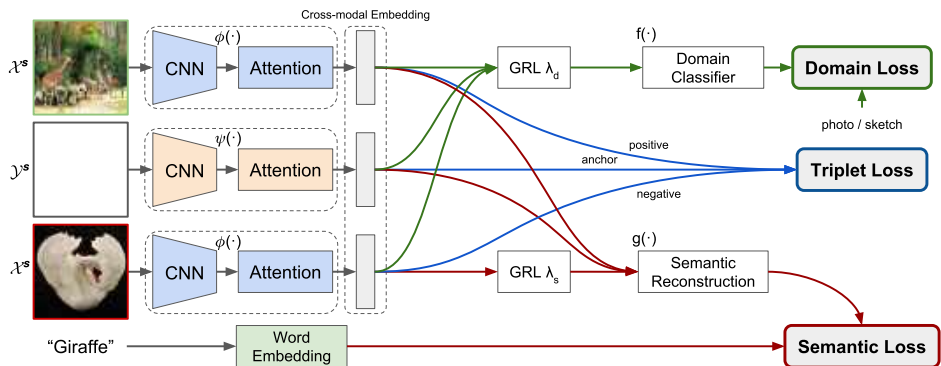 Cross-modal Embedding
𝒳ˢ
ϕ(·)
CNN
Attention
GRL λd
f(·)
Domain
Classifier
Domain Loss
photo / sketch
𝒴ˢ
ψ(·)
CNN
Attention
positive
anchor
negative
Triplet Loss
𝒳ˢ
ϕ(·)
CNN
Attention
GRL λs
g(·)
Semantic
Reconstruction
“Giraffe”
Word
Embedding
Semantic Loss